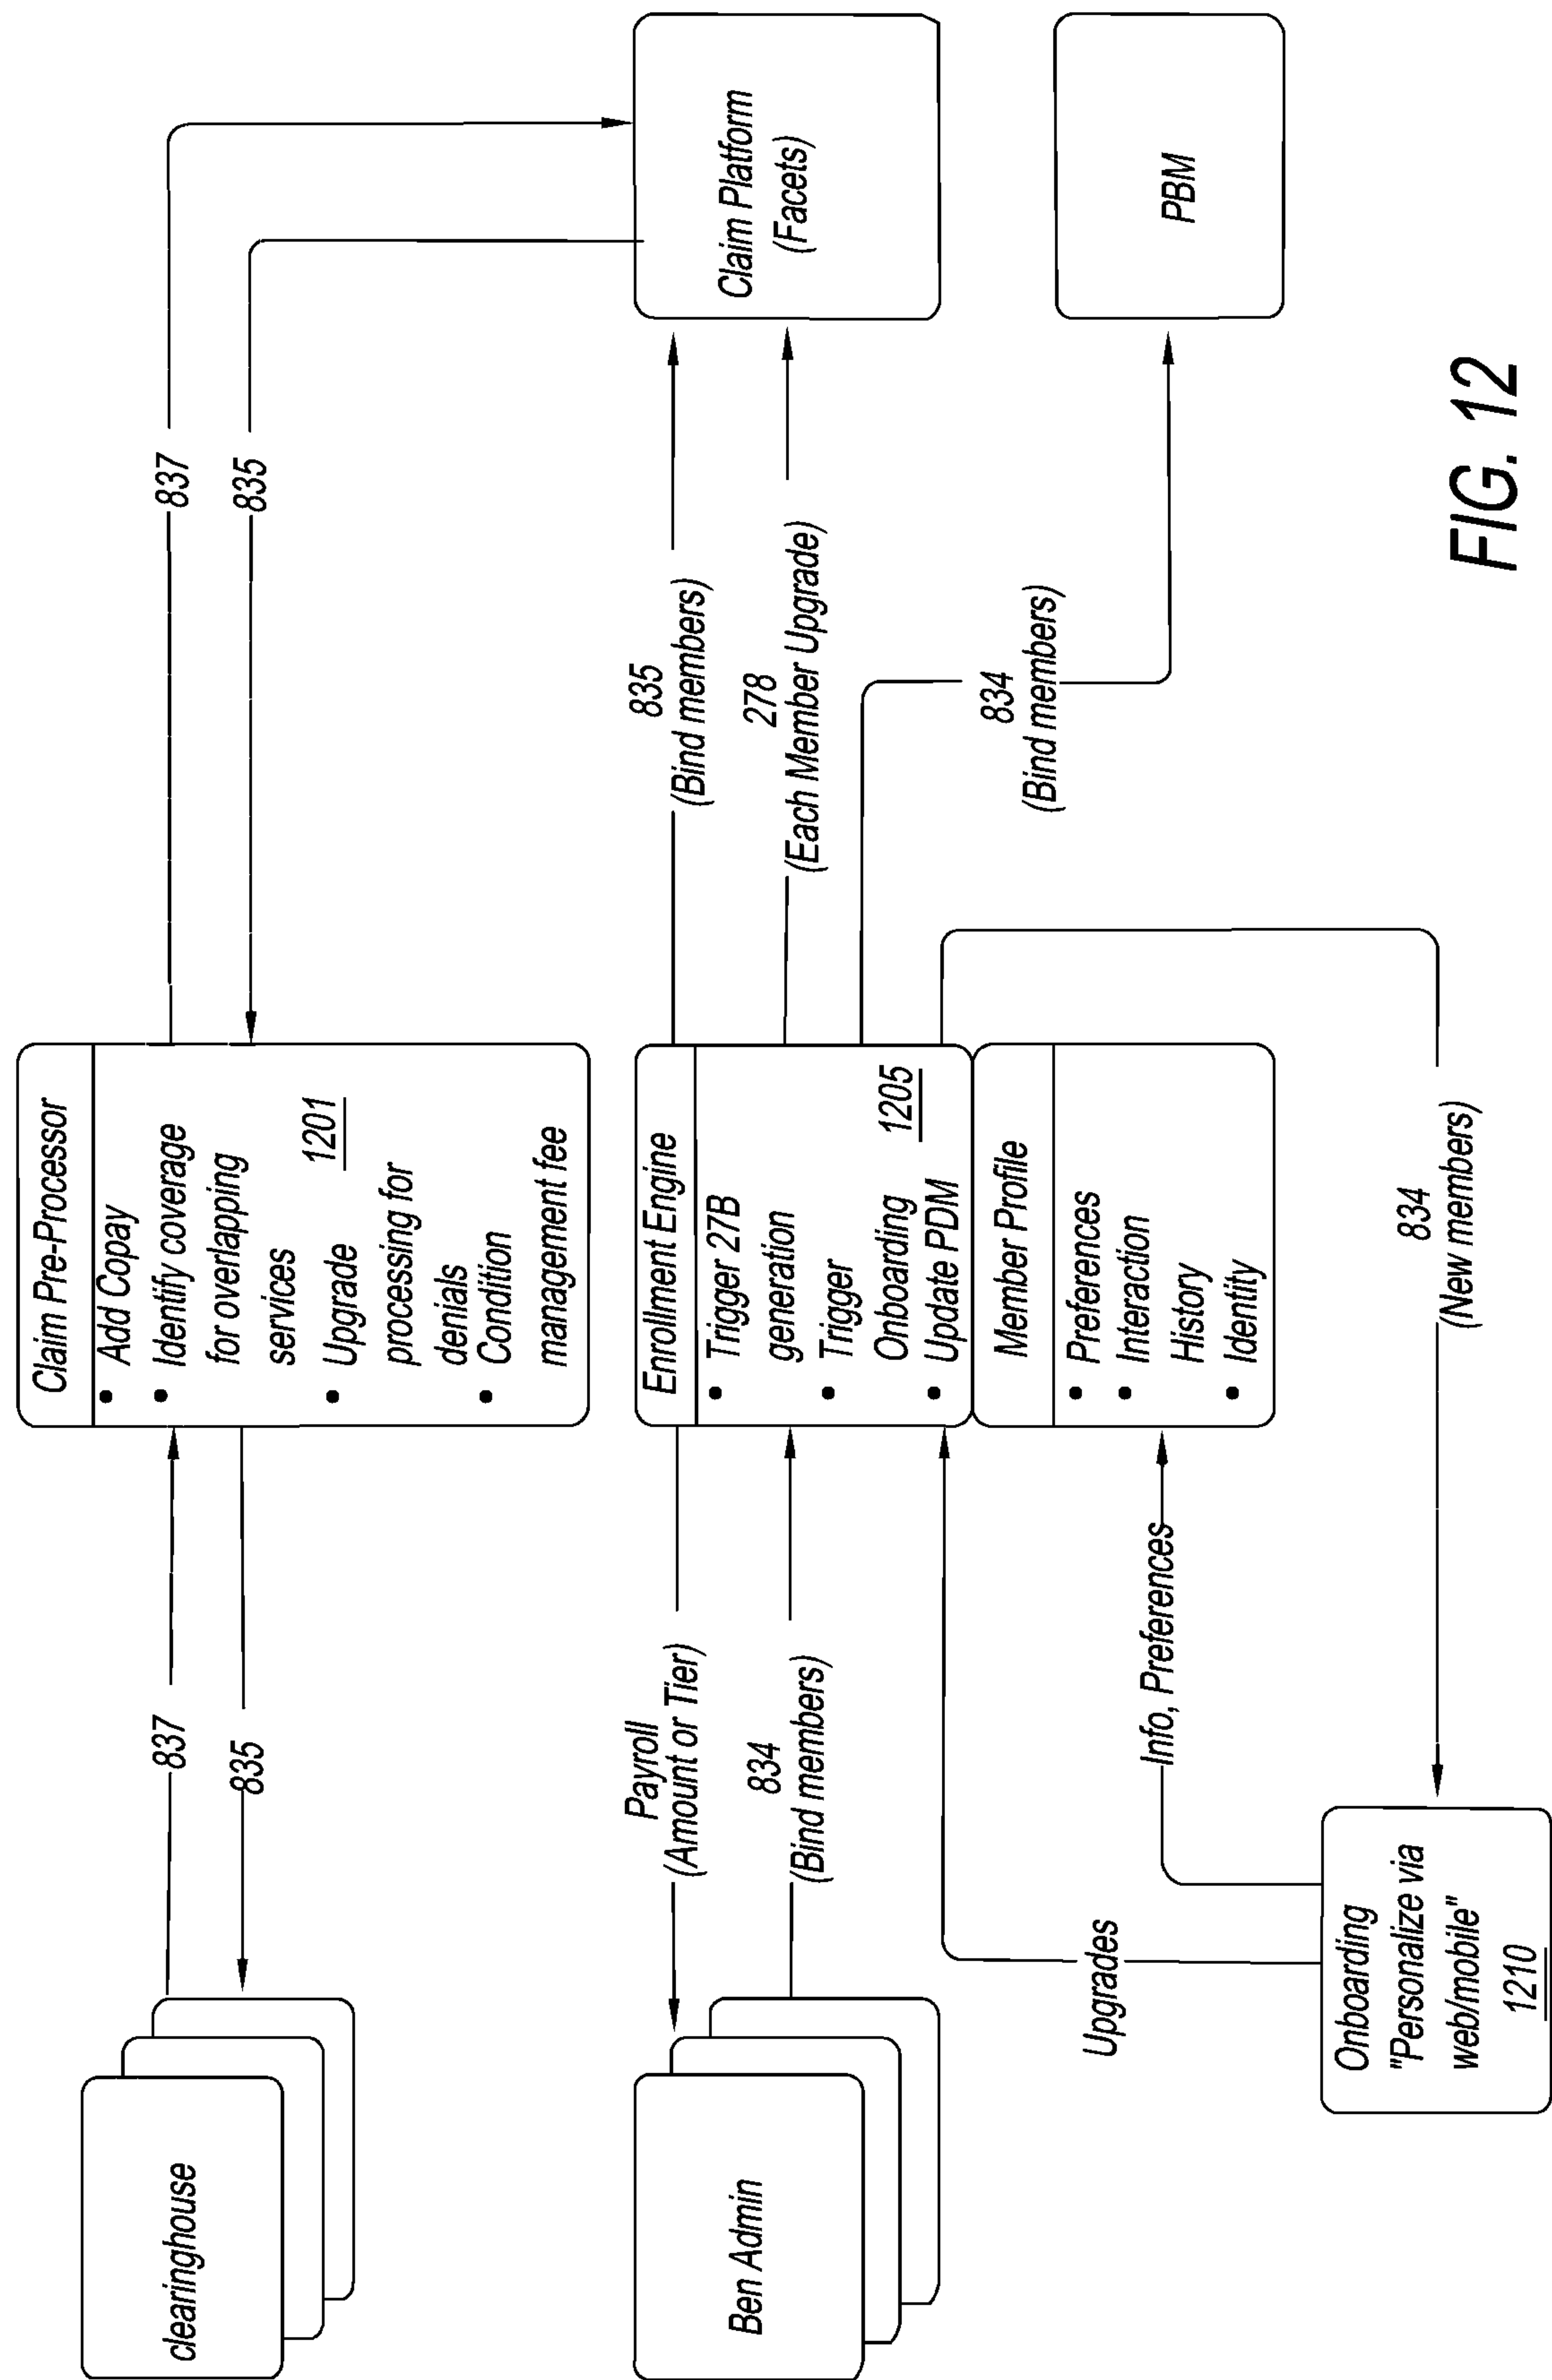 clearinghouse
837
835
Claim Pre-Processor
• Add Copay
• Identify coverage
for overlapping
services
• Upgrade
processing for
denials
• Condition
management fee
1201
837
835
Claim Platform
(Facets)
Ben Admin
Payroll
(Amount or Tier)
834
(Bind members)
Enrollment Engine
• Trigger 27B
generation
• Trigger
Onboarding
• Update PDM
1205
835
(Bind members)
278
(Each Member Upgrade)
834
(Bind members)
PBM
Member Profile
• Preferences
• Interaction
History
• Identity
Upgrades
Info, Preferences
Onboarding
"Personalize via
web/mobile"
1210
834
(New members)
FIG. 12